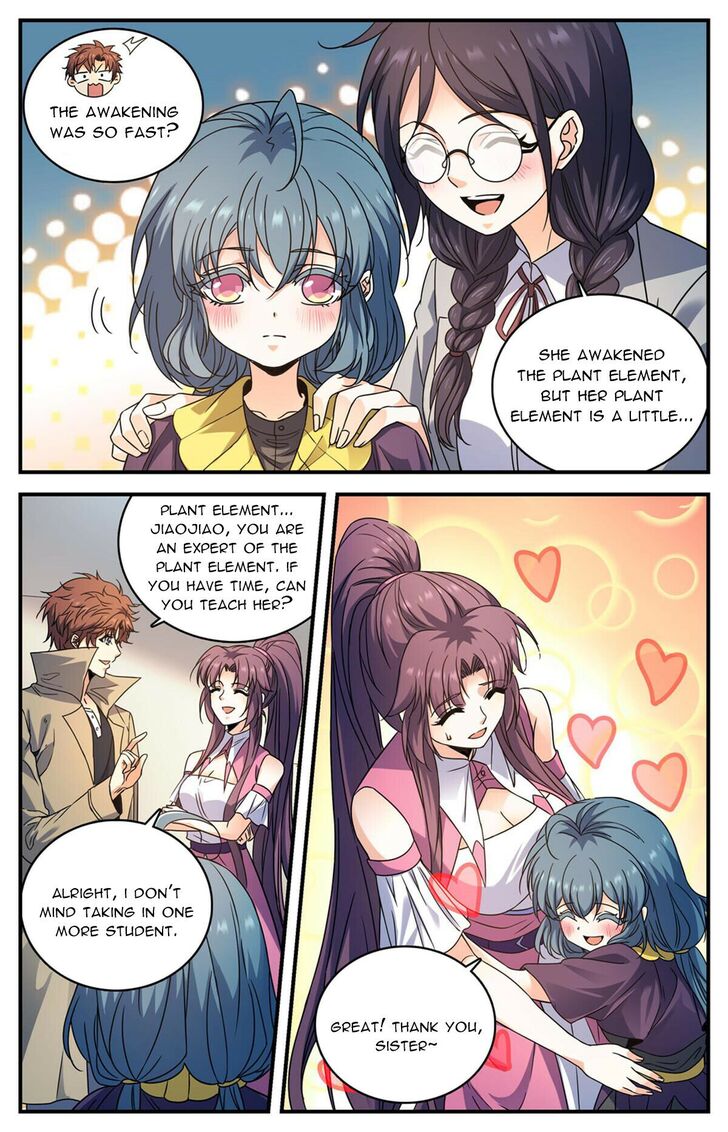 THE AWAKENING
WAS SO FAST?
SHE AWAKENED
THE PLANT ELEMENT,
BUT HER PLANT
ELEMENT IS A LITTLE...
PLANT ELEMENT...
JIAOJIAO, YOU ARE
AN EXPERT OF THE
PLANT ELEMENT. IF
YOU HAVE TIME, CAN
YOU TEACH HER?
ALRIGHT, I DON'T
MIND TAKING IN ONE
MORE STUDENT.
GREAT! THANK YOU,
SISTER~